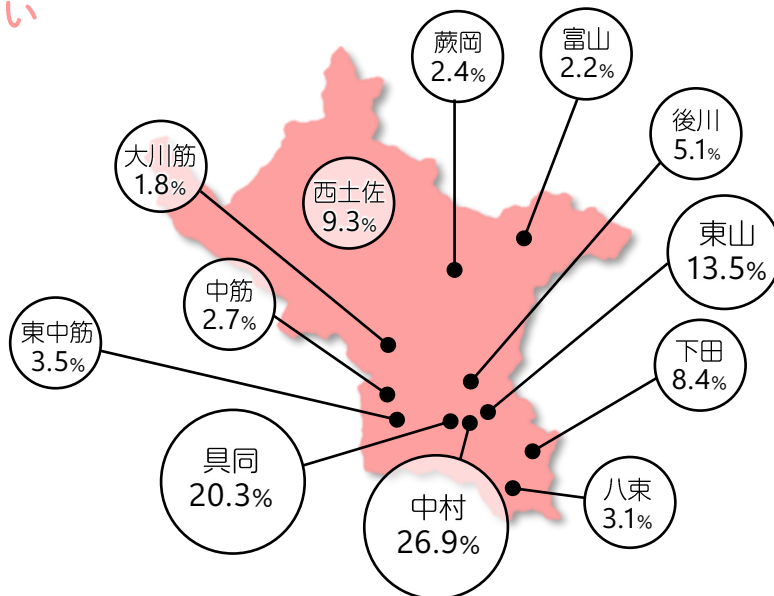 い
蕨岡
2.4%
富山
2.2%
後川
5.1%
大川筋
1.8%
西土佐
9.3%
東山
13.5%
中筋
2.7%
東中筋
3.5%
下田
8.4%
具同
20.3%
中村
26.9%
八束
3.1%